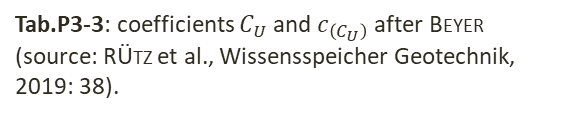 Tab.P3-3: coefficients C_U and c_(C_U) after BEYER
(source: RÜTZ et al., Wissensspeicher Geotechnik,
2019: 38).